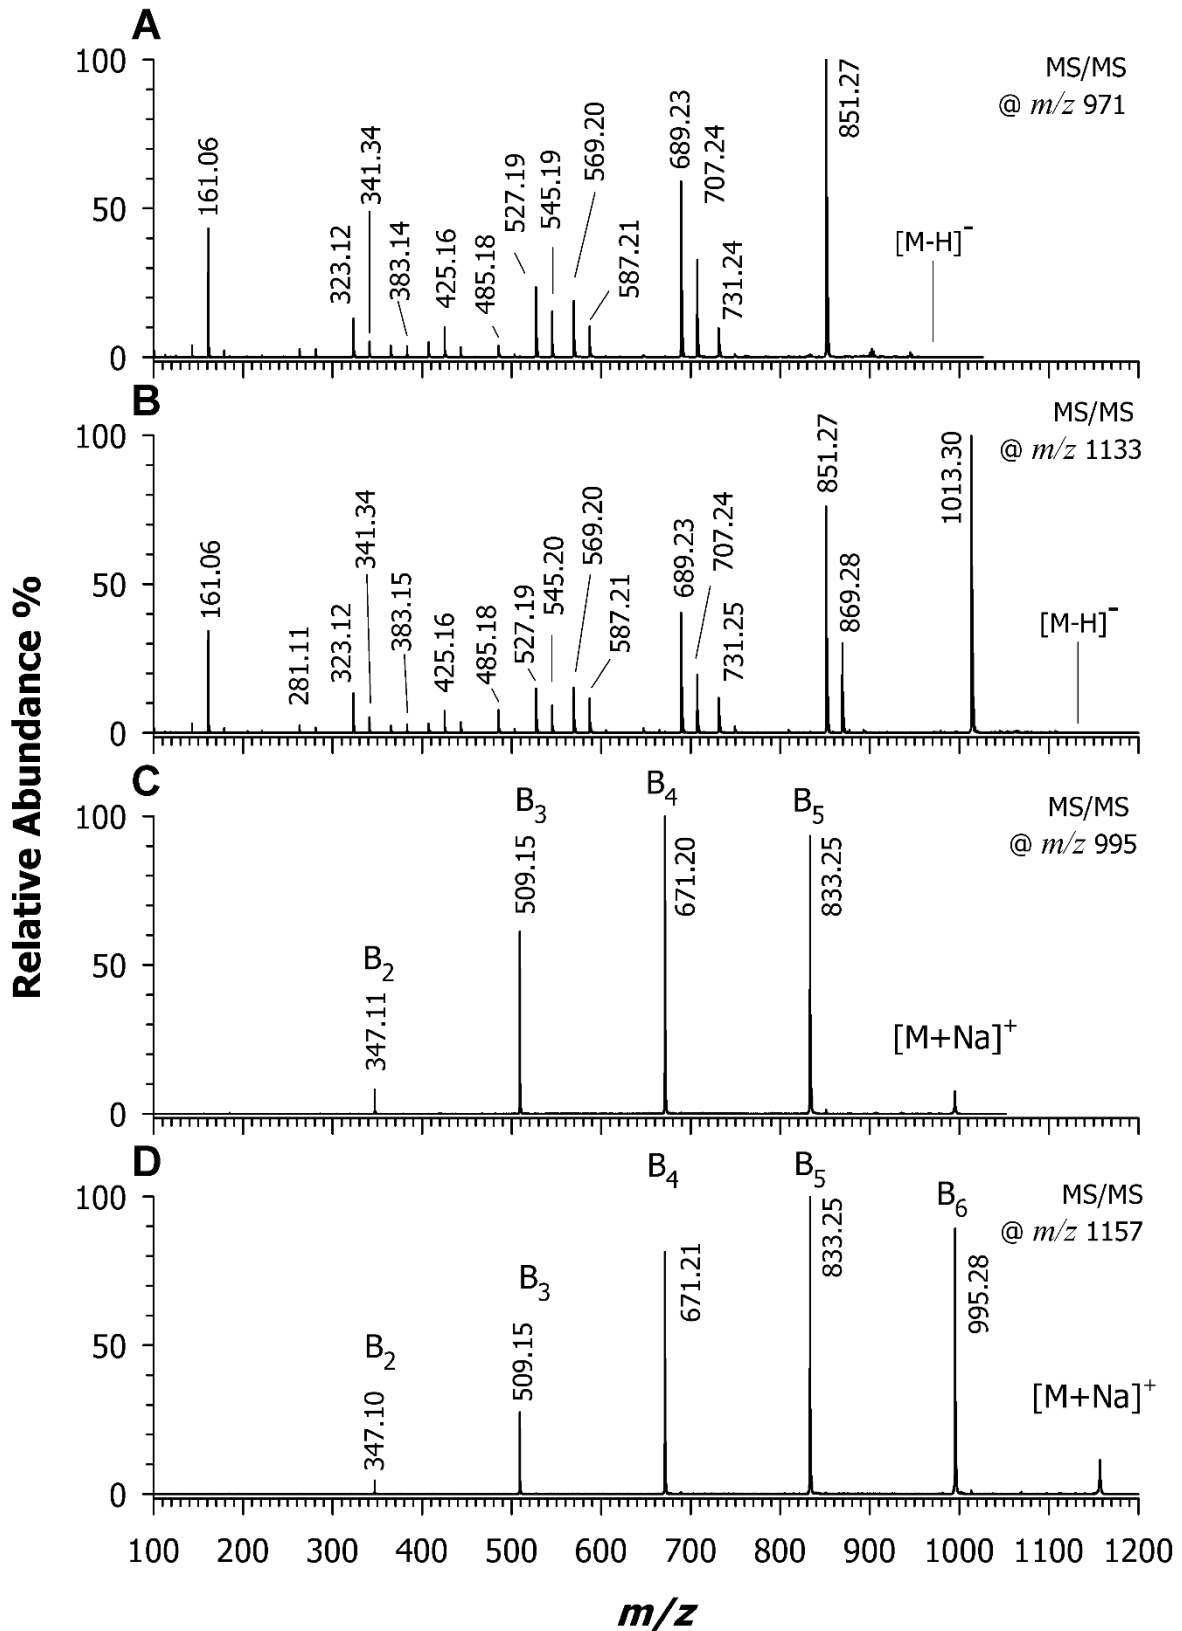 Relative Abundance %
A
MS/MS
@ m/z 971
100
50
0
161.06
323.12
341.34
383.14
425.16
485.18
527.19
545.19
569.20
587.21
689.23
707.24
731.24
851.27
[M-H]-
B
MS/MS
@ m/z 1133
100
50
0
161.06
281.11
323.12
341.34
383.15
425.16
485.18
527.19
545.20
569.20
587.21
689.23
707.24
731.25
851.27
869.28
1013.30
[M-H]-
C
MS/MS
@ m/z 995
100
50
0
B2
347.11
B3
509.15
B4
671.20
B5
833.25
[M+Na]+
D
MS/MS
@ m/z 1157
100
50
0
B2
347.10
B3
509.15
B4
671.21
B5
833.25
B6
995.28
[M+Na]+
100 200 300 400 500 600 700 800 900 1000 1100 1200
m/z